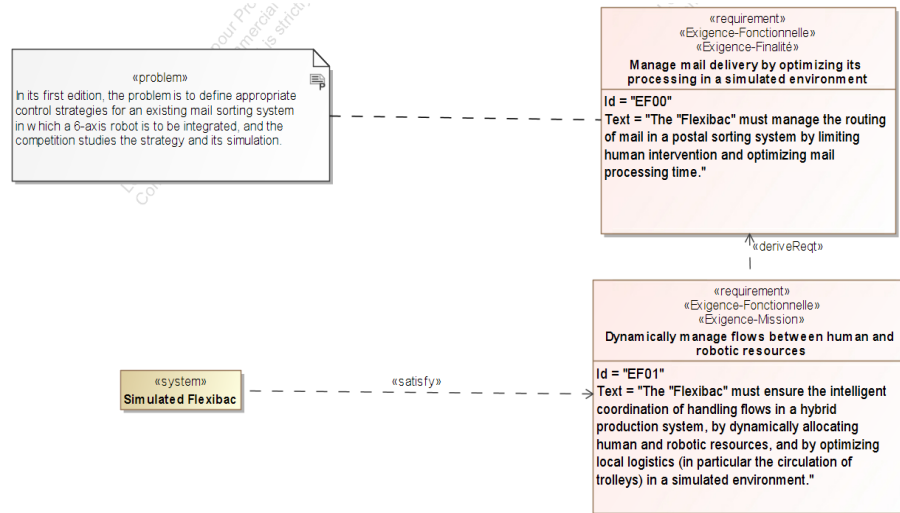 «problem»
In its first edition, the problem is to define appropriate
control strategies for an existing mail sorting system
in which a 6-axis robot is to be integrated, and the
competition studies the strategy and its simulation.
«requirement»
«Exigence-Fonctionnelle»
«Exigence-Finalité»
Manage mail delivery by optimizing its
processing in a simulated environment
Id = "EF00"
Text = "The "Flexibac" must manage the routing
of mail in a postal sorting system by limiting
human intervention and optimizing mail
processing time."
«deriveReqt»
«requirement»
«Exigence-Fonctionnelle»
«Exigence-Mission»
Dynamically manage flows between human and
robotic resources
Id = "EF01"
Text = "The "Flexibac" must ensure the intelligent
coordination of handling flows in a hybrid
production system, by dynamically allocating
human and robotic resources, and by optimizing
local logistics (in particular the circulation of
trolleys) in a simulated environment."
«satisfy»
«system»
Simulated Flexibac